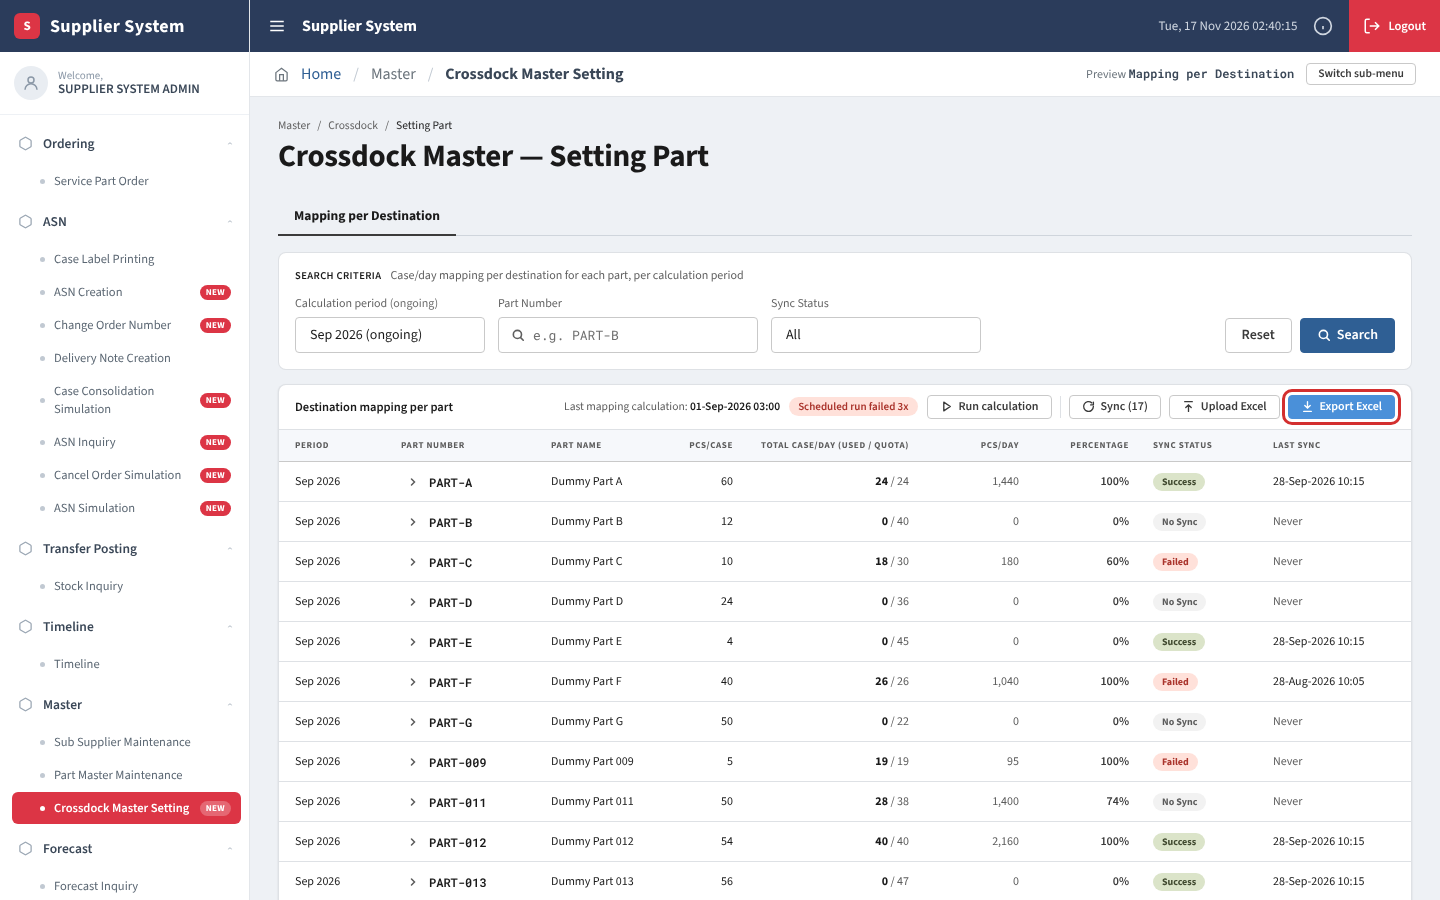 S Supplier System
Supplier System
Tue, 17 Nov 2026 02:40:15
Logout
Welcome,
SUPPLIER SYSTEM ADMIN
Home / Master / Crossdock Master Setting
Preview Mapping per Destination
Switch sub-menu
Ordering
Service Part Order
ASN
Case Label Printing
ASN Creation NEW
Change Order Number NEW
Delivery Note Creation
Case Consolidation
Simulation NEW
ASN Inquiry NEW
Cancel Order Simulation NEW
ASN Simulation NEW
Transfer Posting
Stock Inquiry
Timeline
Timeline
Master
Sub Supplier Maintenance
Part Master Maintenance
Crossdock Master Setting NEW
Forecast
Forecast Inquiry
Master / Crossdock / Setting Part
Crossdock Master — Setting Part
Mapping per Destination
SEARCH CRITERIA Case/day mapping per destination for each part, per calculation period
Calculation period (ongoing) Part Number Sync Status
Sep 2026 (ongoing) e.g. PART-B All Reset Search
Destination mapping per part Last mapping calculation: 01-Sep-2026 03:00 Scheduled run failed 3x Run calculation Sync (17) Upload Excel Export Excel
PERIOD PART NUMBER PART NAME PCS/CASE TOTAL CASE/DAY (USED / QUOTA) PCS/DAY PERCENTAGE SYNC STATUS LAST SYNC
Sep 2026 PART-A Dummy Part A 60 24 / 24 1,440 100% Success 28-Sep-2026 10:15
Sep 2026 PART-B Dummy Part B 12 0 / 40 0 0% No Sync Never
Sep 2026 PART-C Dummy Part C 10 18 / 30 180 60% Failed Never
Sep 2026 PART-D Dummy Part D 24 0 / 36 0 0% No Sync Never
Sep 2026 PART-E Dummy Part E 4 0 / 45 0 0% Success 28-Sep-2026 10:15
Sep 2026 PART-F Dummy Part F 40 26 / 26 1,040 100% Failed 28-Aug-2026 10:05
Sep 2026 PART-G Dummy Part G 50 0 / 22 0 0% No Sync Never
Sep 2026 PART-009 Dummy Part 009 5 19 / 19 95 100% Failed Never
Sep 2026 PART-011 Dummy Part 011 50 28 / 38 1,400 74% No Sync Never
Sep 2026 PART-012 Dummy Part 012 54 40 / 40 2,160 100% Success 28-Sep-2026 10:15
Sep 2026 PART-013 Dummy Part 013 56 0 / 47 0 0% Success 28-Sep-2026 10:15